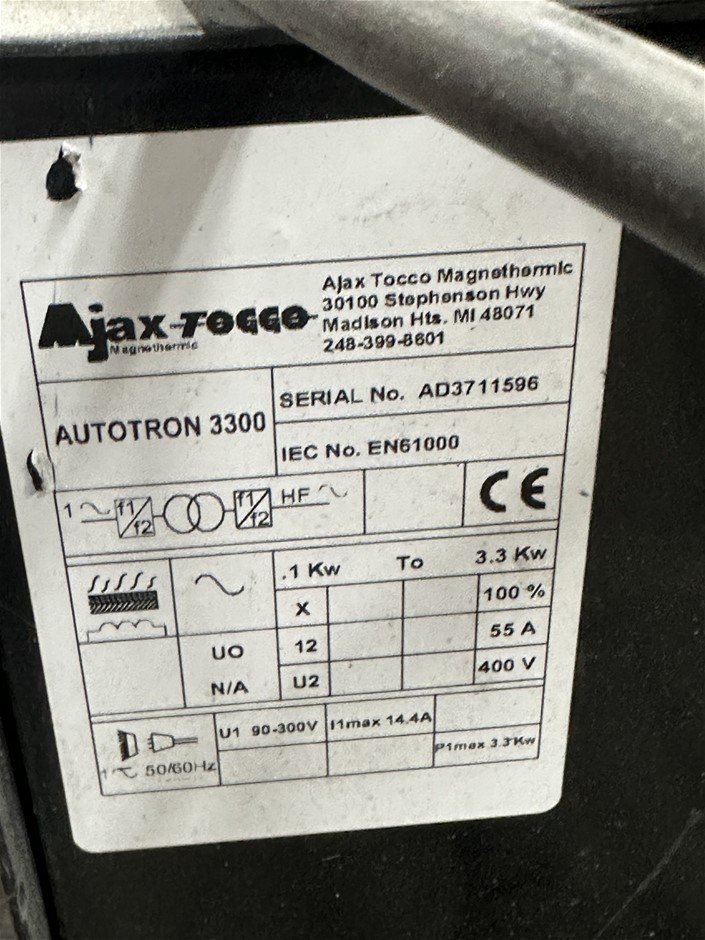 Ajax TOCCO
Magnethermic
Ajax Tocco Magnethermic
30100 Stephenson Hwy
Madison Hts. MI 48071
248-399-8601
AUTOTRON 3300
SERIAL No. AD3711596
IEC No. EN61000
1 f1 f2 f1 f2 HF
CE
.1 Kw To 3.3 Kw
X 100 %
UO 12 55 A
N/A U2 400 V
U1 90-300V I1max 14.4A
P1max 3.3 Kw
1 50/60Hz